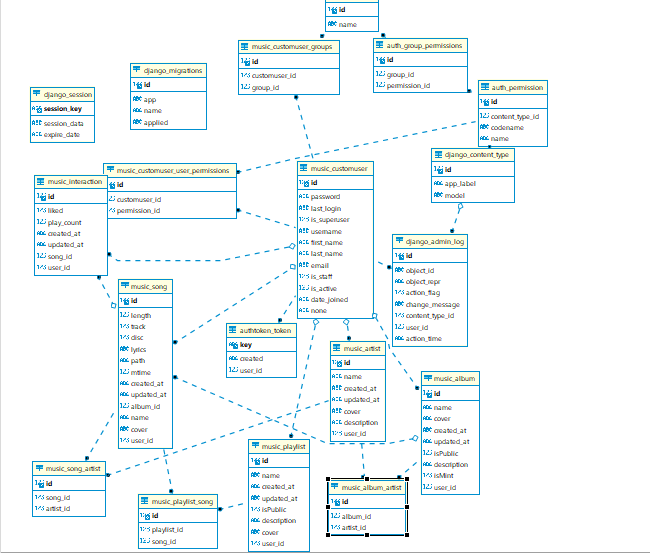 id
name
music_customuser_groups
id
customuser_id
group_id
auth_group_permissions
id
group_id
permission_id
django_migrations
id
app
name
applied
django_session
session_key
session_data
expire_date
auth_permission
id
content_type_id
codename
name
django_content_type
id
app_label
model
music_customuser_user_permissions
id
customuser_id
permission_id
music_interaction
id
liked
play_count
created_at
updated_at
song_id
user_id
music_customuser
id
password
last_login
is_superuser
username
first_name
last_name
email
is_staff
is_active
date_joined
none
django_admin_log
id
object_id
object_repr
action_flag
change_message
content_type_id
user_id
action_time
music_song
id
length
track
disc
lyrics
path
mtime
created_at
updated_at
album_id
name
cover
user_id
authtoken_token
key
created
user_id
music_artist
id
name
created_at
updated_at
cover
description
user_id
music_album
id
name
cover
created_at
updated_at
isPublic
description
isMint
user_id
music_song_artist
id
song_id
artist_id
music_playlist
id
name
created_at
updated_at
isPublic
description
cover
user_id
music_playlist_song
id
playlist_id
song_id
music_album_artist
id
album_id
artist_id